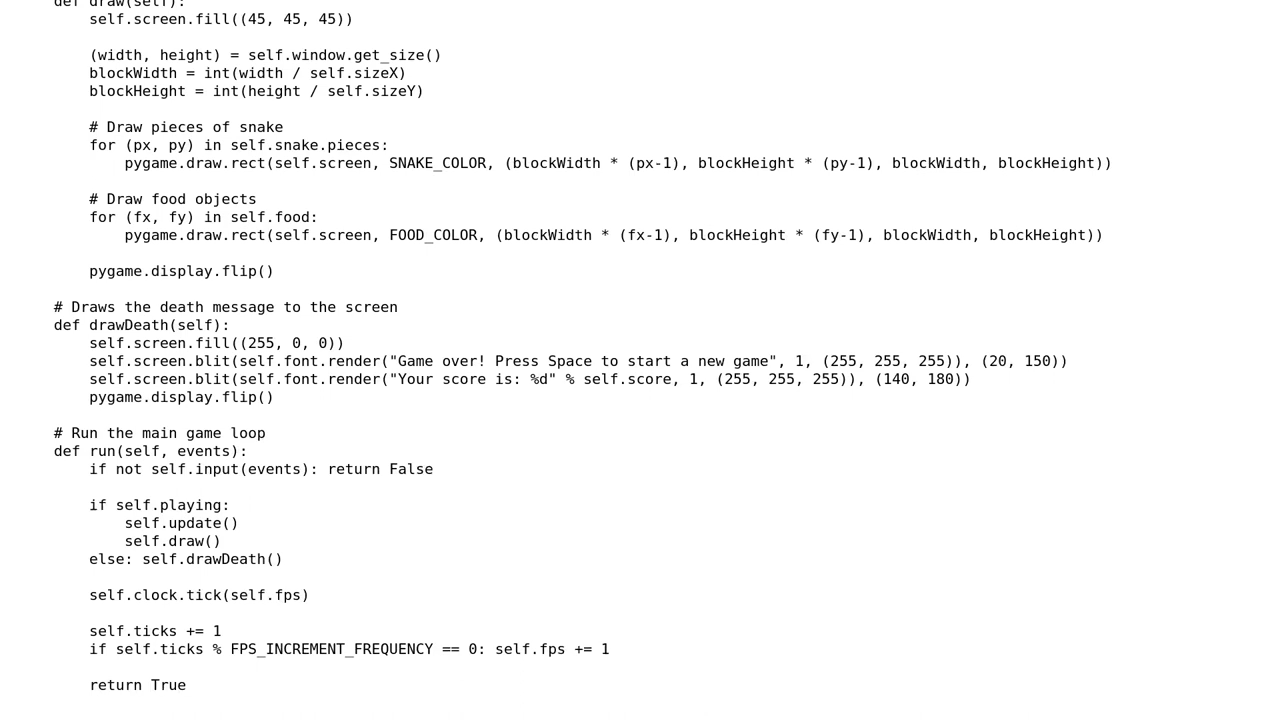 def draw(self):
        self.screen.fill((45, 45, 45))

        (width, height) = self.window.get_size()
        blockWidth = int(width / self.sizeX)
        blockHeight = int(height / self.sizeY)

        # Draw pieces of snake
        for (px, py) in self.snake.pieces:
            pygame.draw.rect(self.screen, SNAKE_COLOR, (blockWidth * (px-1), blockHeight * (py-1), blockWidth, blockHeight))

        # Draw food objects
        for (fx, fy) in self.food:
            pygame.draw.rect(self.screen, FOOD_COLOR, (blockWidth * (fx-1), blockHeight * (fy-1), blockWidth, blockHeight))

        pygame.display.flip()

    # Draws the death message to the screen
    def drawDeath(self):
        self.screen.fill((255, 0, 0))
        self.screen.blit(self.font.render("Game over! Press Space to start a new game", 1, (255, 255, 255)), (20, 150))
        self.screen.blit(self.font.render("Your score is: %d" % self.score, 1, (255, 255, 255)), (140, 180))
        pygame.display.flip()

    # Run the main game loop
    def run(self, events):
        if not self.input(events): return False

        if self.playing:
            self.update()
            self.draw()
        else: self.drawDeath()

        self.clock.tick(self.fps)

        self.ticks += 1
        if self.ticks % FPS_INCREMENT_FREQUENCY == 0: self.fps += 1

        return True